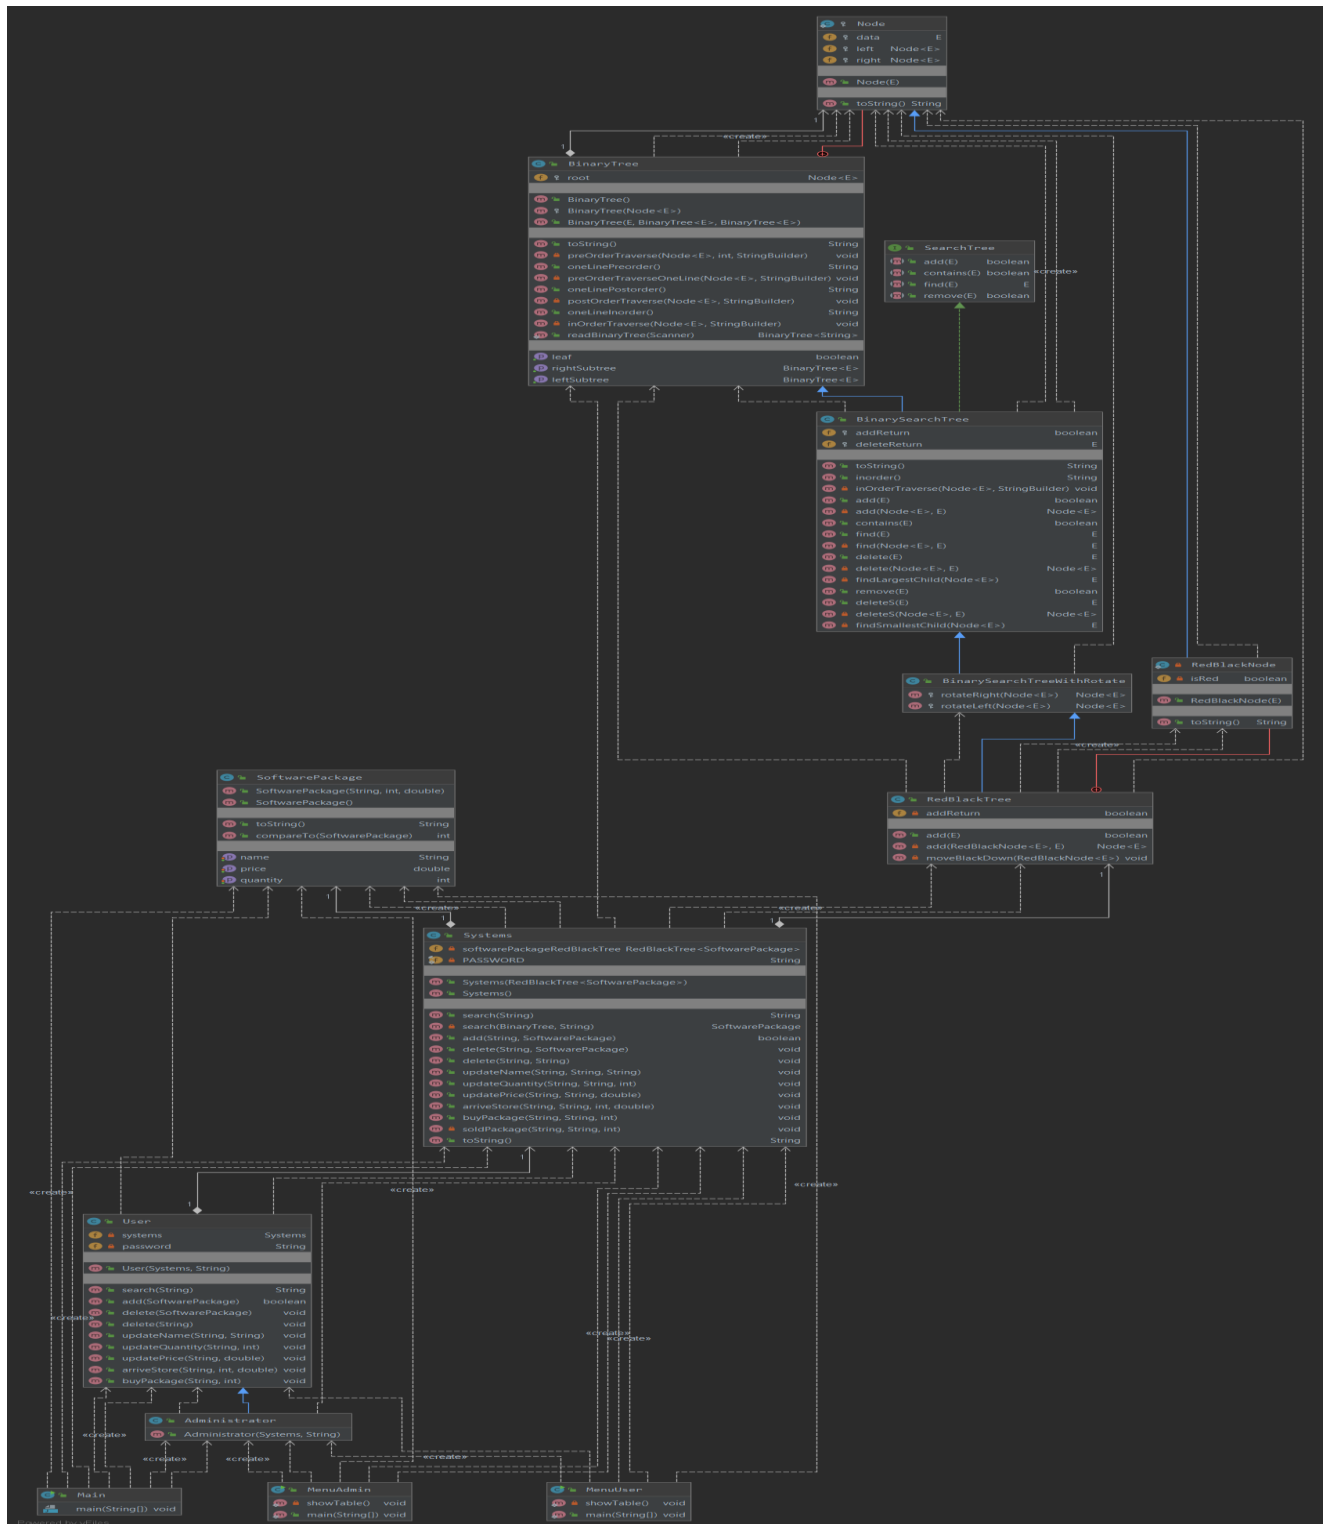 Node
data E
left Node<E>
right Node<E>
Node(E)
toString() String
1
«create»
1
BinaryTree
root Node<E>
BinaryTree()
BinaryTree(Node<E>)
BinaryTree(E, BinaryTree<E>, BinaryTree<E>)
toString() String
preOrderTraverse(Node<E>, int, StringBuilder) void
oneLinePreorder() String
preOrderTraverseOneLine(Node<E>, StringBuilder) void
oneLinePostorder() String
postOrderTraverse(Node<E>, StringBuilder) void
oneLineInorder() String
inOrderTraverse(Node<E>, StringBuilder) void
readBinaryTree(Scanner) BinaryTree<String>
leaf boolean
rightSubtree BinaryTree<E>
leftSubtree BinaryTree<E>
SearchTree
add(E) boolean
contains(E) boolean
find(E) E
remove(E) boolean
«create»
BinarySearchTree
addReturn boolean
deleteReturn E
toString() String
inorder() String
inOrderTraverse(Node<E>, StringBuilder) void
add(E) boolean
add(Node<E>, E) Node<E>
contains(E) boolean
find(E) E
find(Node<E>, E) E
delete(E) E
delete(Node<E>, E) Node<E>
findLargestChild(Node<E>) E
remove(E) boolean
deleteS(E) E
deleteS(Node<E>, E) Node<E>
findSmallestChild(Node<E>) E
BinarySearchTreeWithRotate
rotateRight(Node<E>) Node<E>
rotateLeft(Node<E>) Node<E>
RedBlackNode
isRed boolean
RedBlackNode(E)
toString() String
«create»
RedBlackTree
addReturn boolean
add(E) boolean
add(RedBlackNode<E>, E) Node<E>
moveBlackDown(RedBlackNode<E>) void
1
SoftwarePackage
SoftwarePackage(String, int, double)
SoftwarePackage()
toString() String
compareTo(SoftwarePackage) int
name String
price double
quantity int
1
«create»
1
«create»
1
Systems
softwarePackageRedBlackTree RedBlackTree<SoftwarePackage>
PASSWORD String
Systems(RedBlackTree<SoftwarePackage>)
Systems()
search(String) String
search(BinaryTree, String) SoftwarePackage
add(String, SoftwarePackage) boolean
delete(String, SoftwarePackage) void
delete(String, String) void
updateName(String, String, String) void
updateQuantity(String, String, int) void
updatePrice(String, String, double) void
arriveStore(String, String, int, double) void
buyPackage(String, String, int) void
soldPackage(String, String, int) void
toString() String
1
«create»
«create»
«create»
1
User
systems Systems
password String
User(Systems, String)
search(String) String
add(SoftwarePackage) boolean
delete(SoftwarePackage) void
delete(String) void
updateName(String, String) void
updateQuantity(String, int) void
updatePrice(String, double) void
arriveStore(String, int, double) void
buyPackage(String, int) void
«create»
«create»
«create»
Administrator
Administrator(Systems, String)
«create»
«create»
«create»
«create»
Main
main(String[]) void
MenuAdmin
showTable() void
main(String[]) void
MenuUser
showTable() void
main(String[]) void
Powered by yFiles